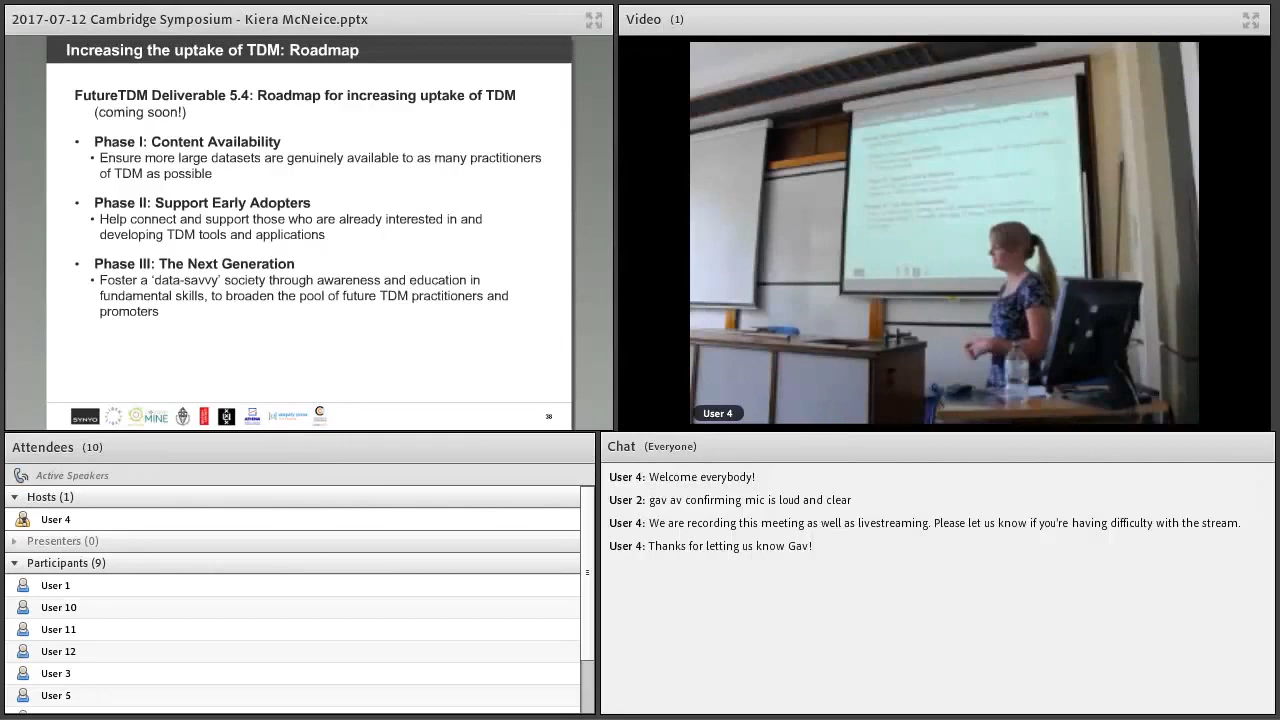 2017-07-12 Cambridge Symposium - Kiera McNeice.pptx
Increasing the uptake of TDM: Roadmap
FutureTDM Deliverable 5.4: Roadmap for increasing uptake of TDM
(coming soon!)
• Phase I: Content Availability
• Ensure more large datasets are genuinely available to as many practitioners
of TDM as possible
• Phase II: Support Early Adopters
• Help connect and support those who are already interested in and
developing TDM tools and applications
• Phase III: The Next Generation
• Foster a ‘data-savvy’ society through awareness and education in
fundamental skills, to broaden the pool of future TDM practitioners and
promoters
SYNYO
MINE
38
Video (1)
User 4
Attendees (10)
Active Speakers
Hosts (1)
User 4
Presenters (0)
Participants (9)
User 1
User 10
User 11
User 12
User 3
User 5
Chat (Everyone)
User 4: Welcome everybody!
User 2: gav av confirming mic is loud and clear
User 4: We are recording this meeting as well as livestreaming. Please let us know if you're having difficulty with the stream.
User 4: Thanks for letting us know Gav!